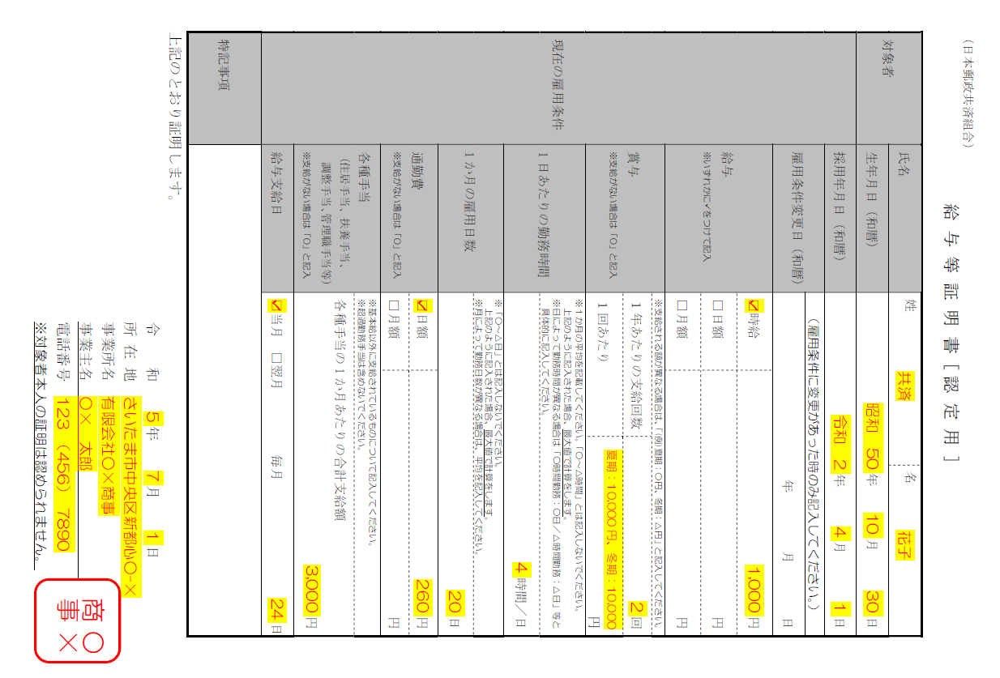 (日本郵政共済組合)
給与等証明書[認定用]
対象者
氏名
姓 共済
名 花子
生年月日(和暦)
昭和 50年 10月 30日
現在の雇用条件
採用年月日(和暦)
令和 2年 4月 1日
雇用条件変更日(和暦)
(雇用条件に変更があった時のみ記入してください。)
年 月 日
給与
※いずれかに✓をつけて記入
☑時給 1,000円
□日額 円
□月額 円
賞与
※支給がない場合は「0」と記入
※支給される額が異なる場合は、「(例)夏期:○円、冬期:△円」と記入してください。
1年あたりの支給回数 2回
1回あたり 夏期:10,000円、冬期:10,000円
1日あたりの勤務時間
※1か月の平均を記載してください。「○~△時間」とは記入しないでください。
上記のように記入された場合、最大値で計算をします。
※日によって勤務時間が異なる場合は「○時間勤務:○日/△時間勤務:△日」等と
具体的に記入してください。
4時間/日
1か月の雇用日数
※「○~△日」とは記入しないでください。
上記のように記入された場合、最大値で計算をします。
※月によって勤務日数が異なる場合は、平均を記入してください。
20日
通勤費
※支給がない場合は「0」と記入
☑日額 260円
□月額 円
各種手当
(住居手当、扶養手当、
調整手当、管理職手当等)
※支給がない場合は「0」と記入
※基本給以外に支給されているものについて記入してください。
※超過勤務手当は含めないでください。
各種手当の1か月あたりの合計支給額
3,000円
給与支給日
☑当月 □翌月 毎月 24日
特記事項
上記のとおり証明します。
令和 5年 7月 1日
所在地 さいたま市中央区新都心○-×
事業所名 有限会社○×商事
事業主名 ○× 太郎
電話番号 123(456)7890
※対象者本人の証明は認められません。
○×
商事